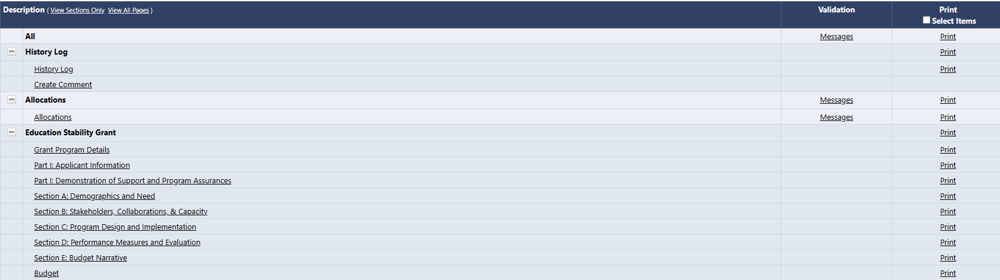 Description ( View Sections Only View All Pages ) Validation Print
Select Items
All Messages Print
History Log Print
History Log Print
Create Comment
Allocations Messages Print
Allocations Messages Print
Education Stability Grant Print
Grant Program Details Print
Part I: Applicant Information Print
Part I: Demonstration of Support and Program Assurances Print
Section A: Demographics and Need Print
Section B: Stakeholders, Collaborations, & Capacity Print
Section C: Program Design and Implementation Print
Section D: Performance Measures and Evaluation Print
Section E: Budget Narrative Print
Budget Print